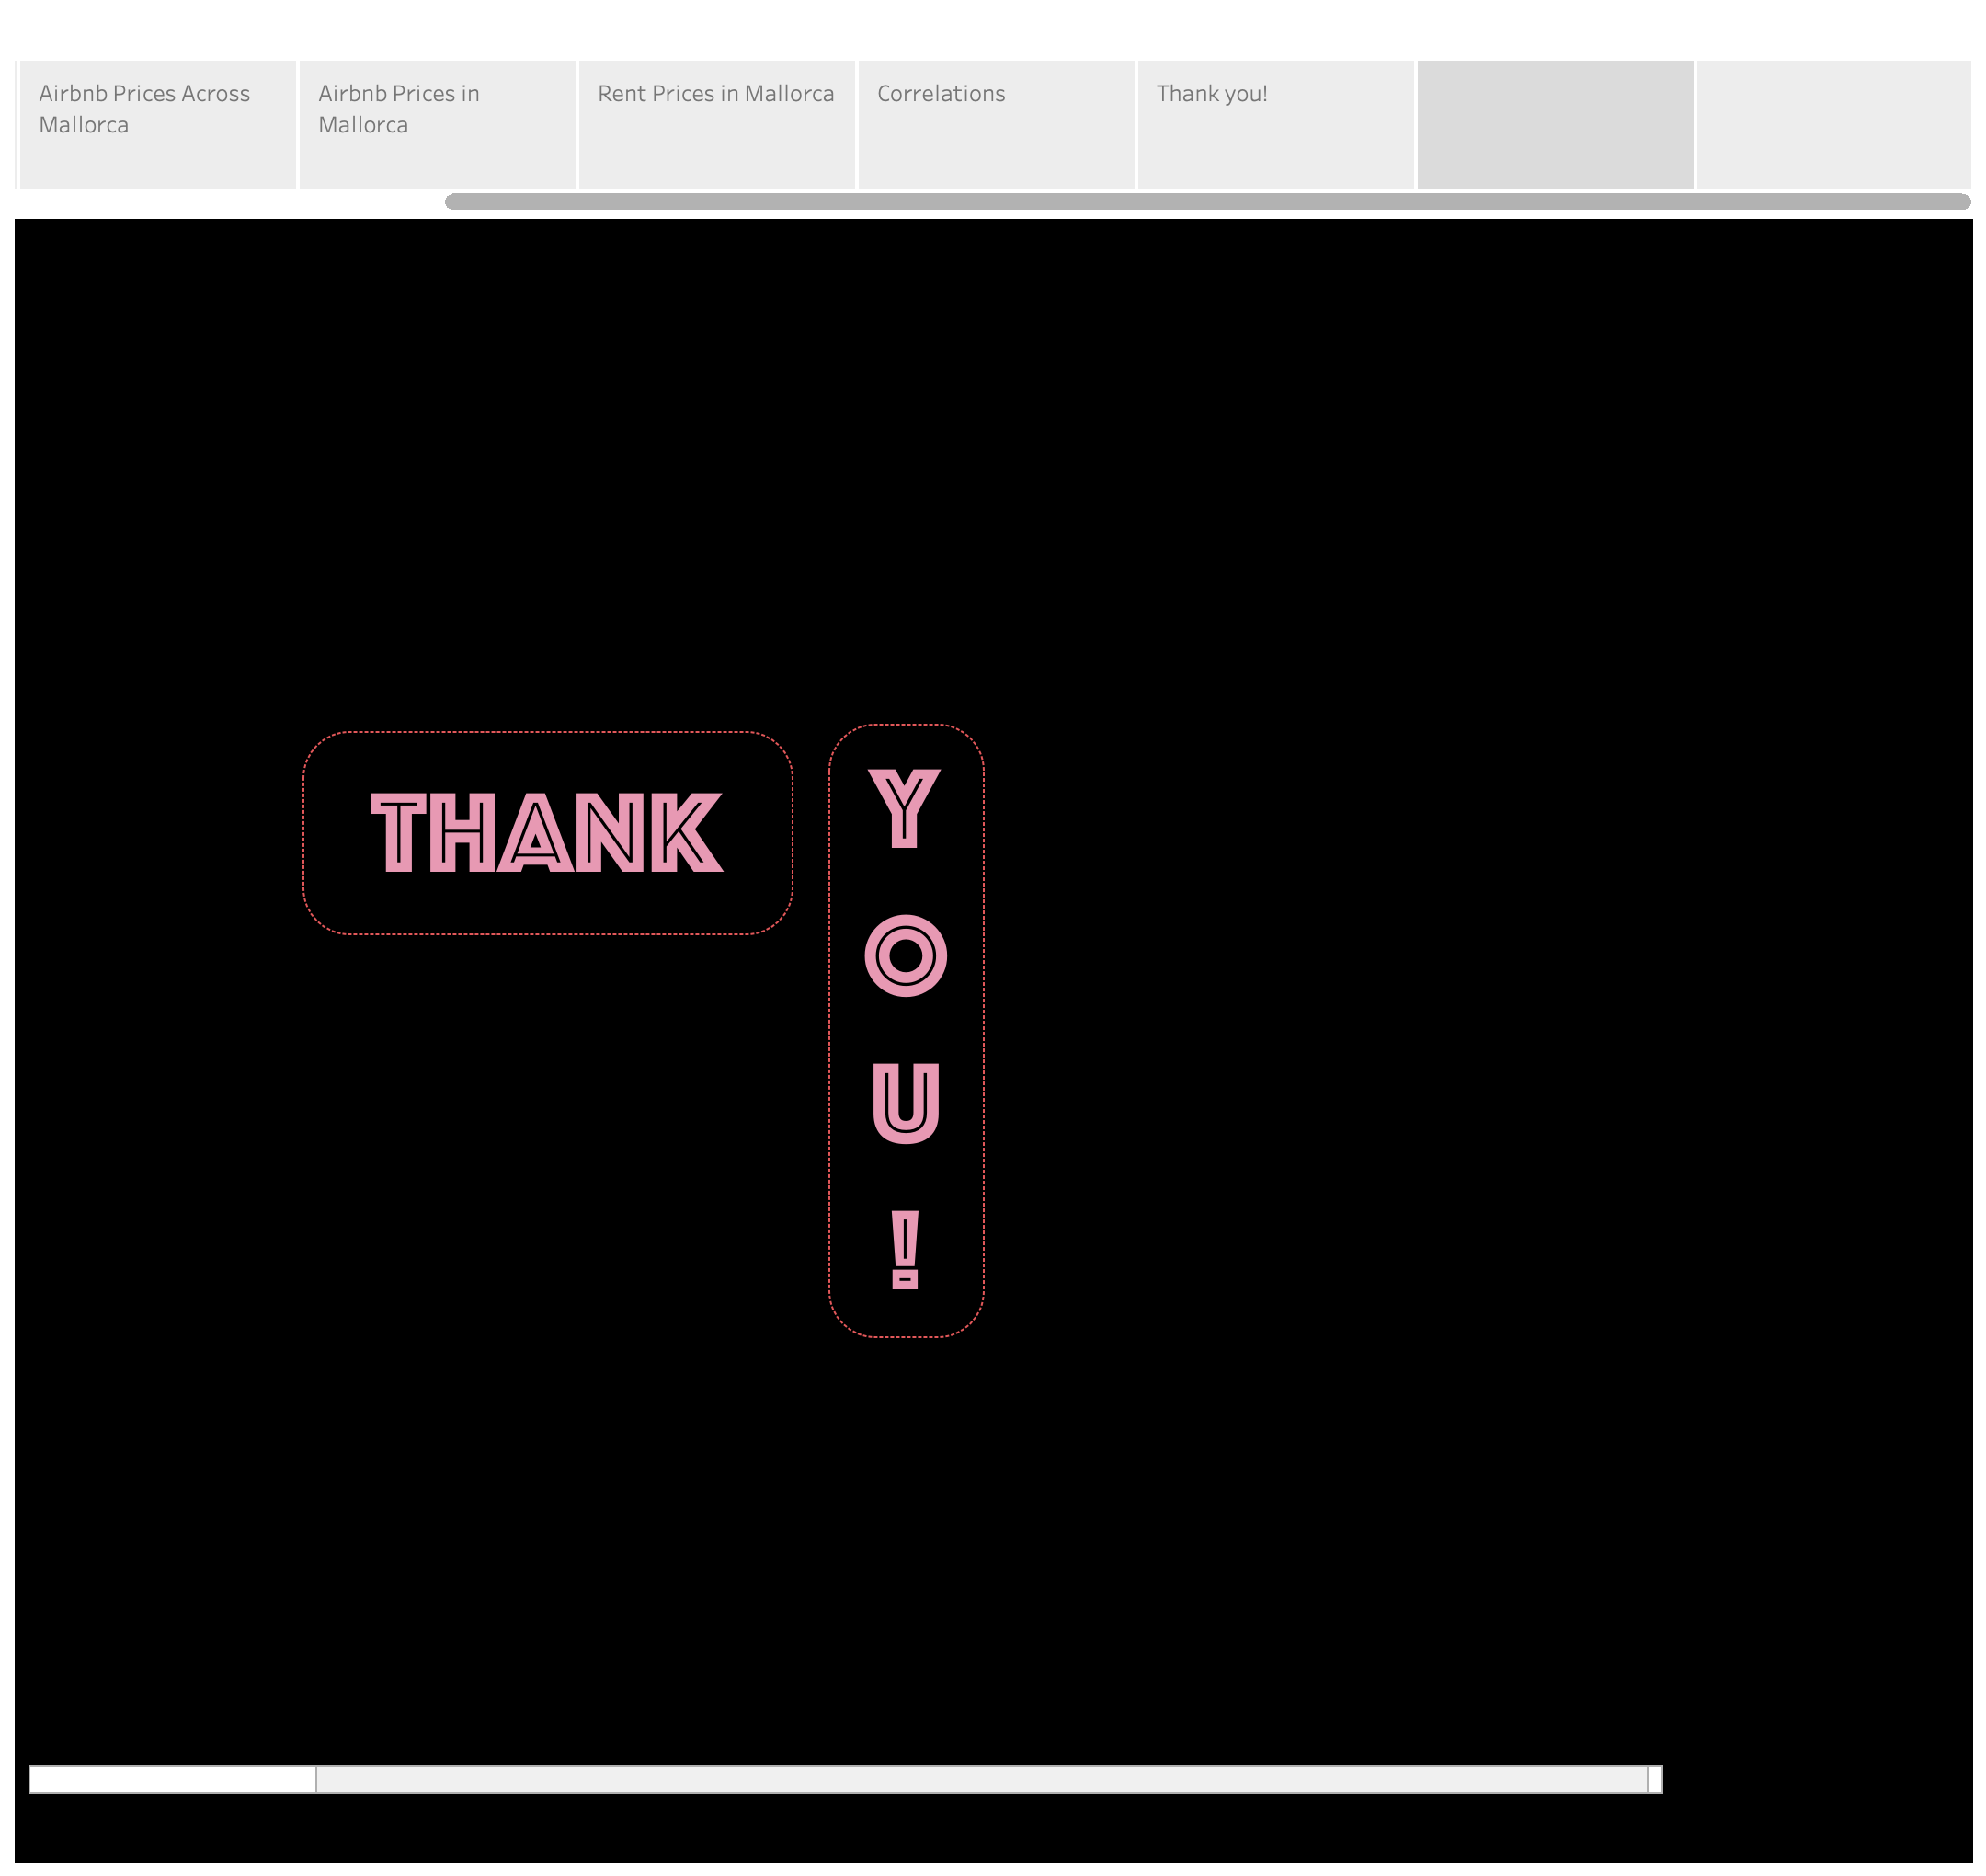 Airbnb Prices Across
Mallorca
Airbnb Prices in
Mallorca
Rent Prices in Mallorca
Correlations
Thank you!
THANK
Y
O
U
!